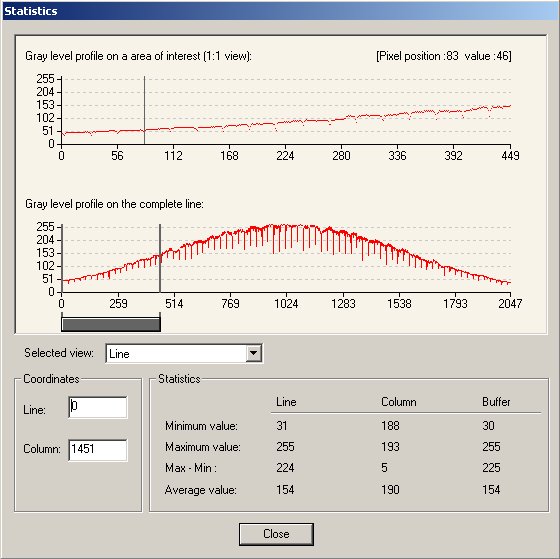 Statistics
Gray level profile on a area of interest (1:1 view): [Pixel position :83 value :46]
255
204
153
102
51
0
0 56 112 168 224 280 336 392 449
Gray level profile on the complete line:
255
204
153
102
51
0
0 259 514 769 1024 1283 1538 1793 2047
Selected view: Line
Coordinates
Line: 0
Column: 1451
Statistics
Line Column Buffer
Minimum value: 31 188 30
Maximum value: 255 193 255
Max - Min : 224 5 225
Average value: 154 190 154
Close